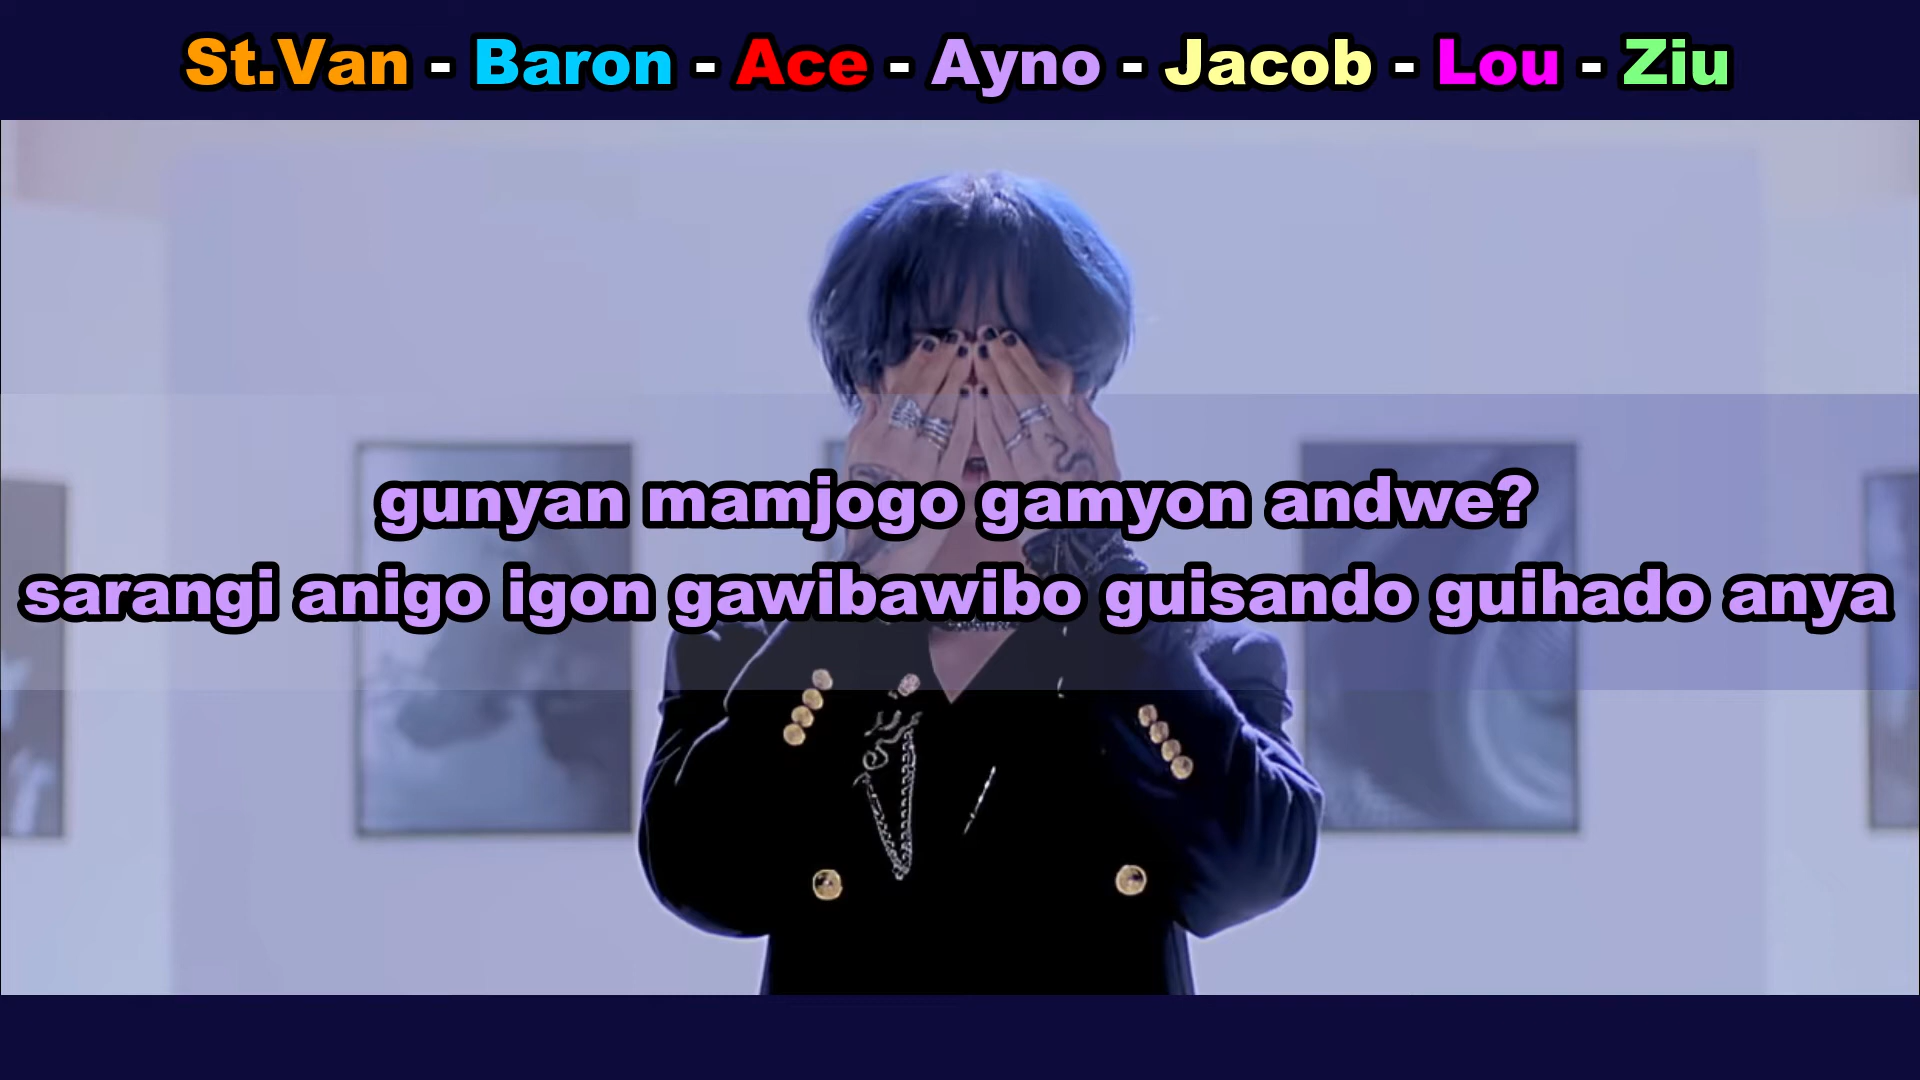 St.Van - Baron - Ace - Ayno - Jacob - Lou - Ziu
gunyan mamjogo gamyon andwe?
sarangi anigo igon gawibawibo guisando guihado anya